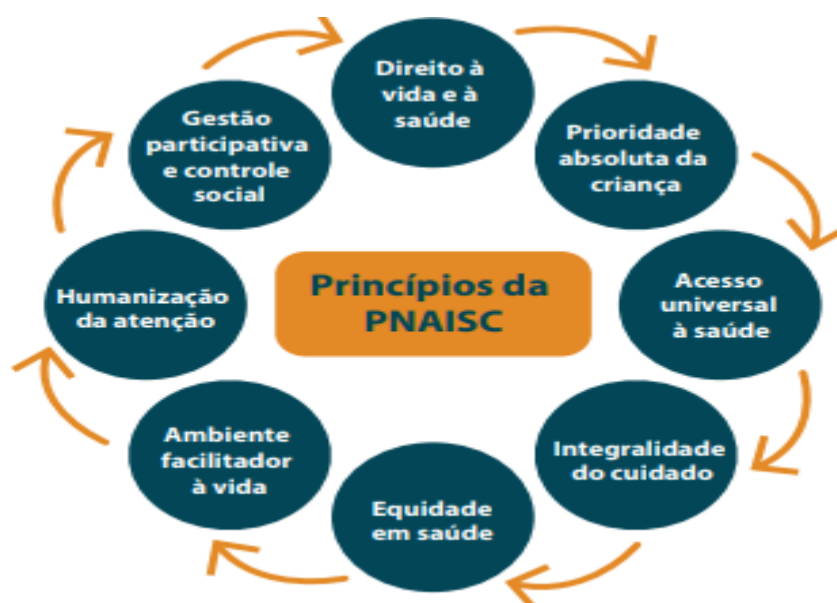 Direito à
vida e à
saúde
Prioridade
absoluta da
criança
Acesso
universal
à saúde
Integralidade
do cuidado
Equidade
em saúde
Ambiente
facilitador
à vida
Humanização
da atenção
Gestão
participativa
e controle
social
Princípios da
PNAISC